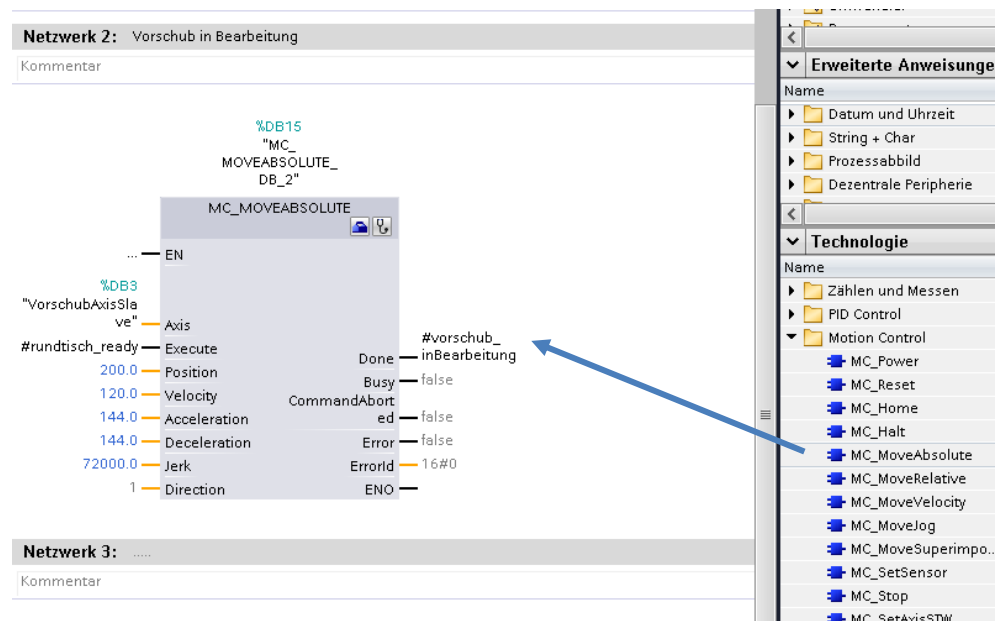 Netzwerk 2: Vorschub in Bearbeitung
Kommentar
%DB15
"MC_
MOVEABSOLUTE_
DB_2"
MC_MOVEABSOLUTE
... EN
%DB3
"VorschubAxisSla
ve" Axis
#rundtisch_ready Execute
200.0 Position
120.0 Velocity
144.0 Acceleration
144.0 Deceleration
72000.0 Jerk
1 Direction
#vorschub_
Done inBearbeitung
Busy false
CommandAbort
ed false
Error false
ErrorId 16#0
ENO
Netzwerk 3: .....
Kommentar
Erweiterte Anweisunge
Name
Datum und Uhrzeit
String + Char
Prozessabbild
Dezentrale Peripherie
Technologie
Name
Zählen und Messen
PID Control
Motion Control
MC_Power
MC_Reset
MC_Home
MC_Halt
MC_MoveAbsolute
MC_MoveRelative
MC_MoveVelocity
MC_MoveJog
MC_MoveSuperimpo...
MC_SetSensor
MC_Stop
MC_SetAxisSTW